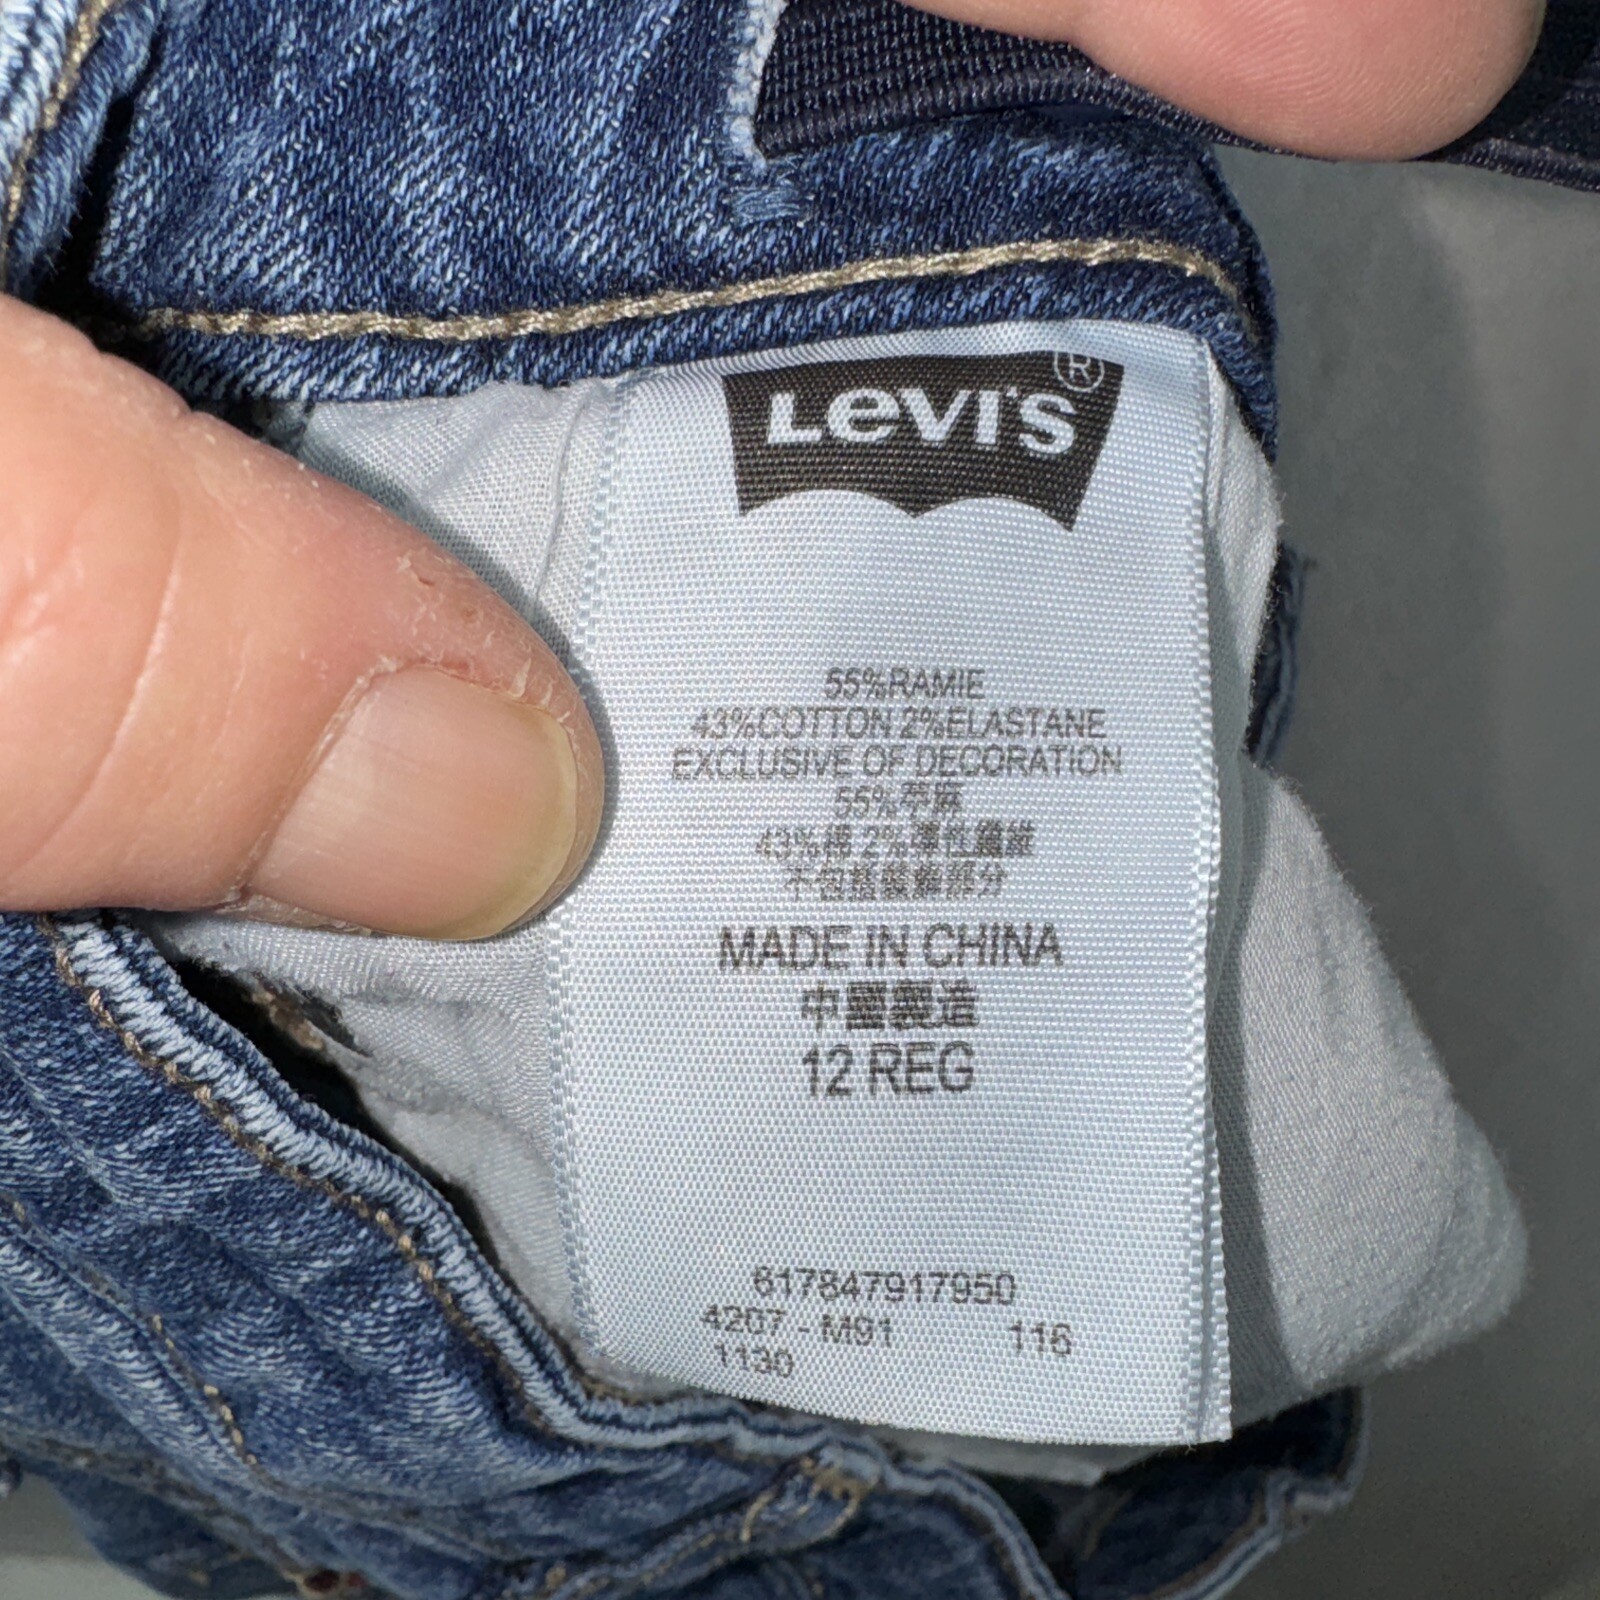 Levi's®
55%RAMIE
43%COTTON 2%ELASTANE
EXCLUSIVE OF DECORATION
55%苧麻
43%棉 2%彈性纖維
不包括裝飾部分
MADE IN CHINA
中國製造
12 REG
617847917950
4207 - M91 116
1130